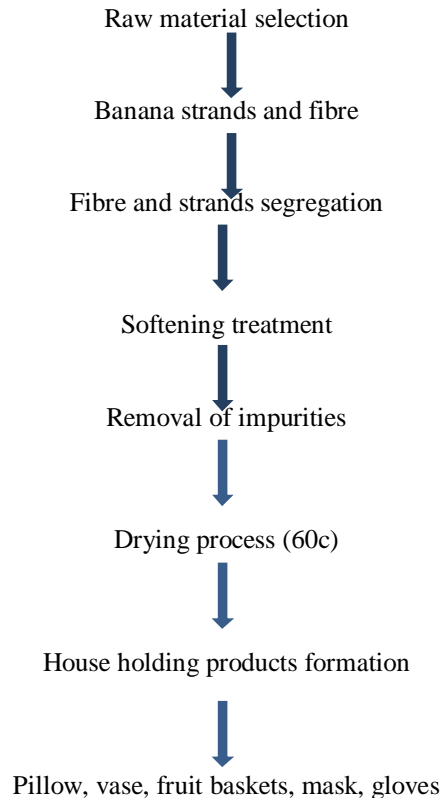 Raw material selection
Banana strands and fibre
Fibre and strands segregation
Softening treatment
Removal of impurities
Drying process (60c)
House holding products formation
Pillow, vase, fruit baskets, mask, gloves